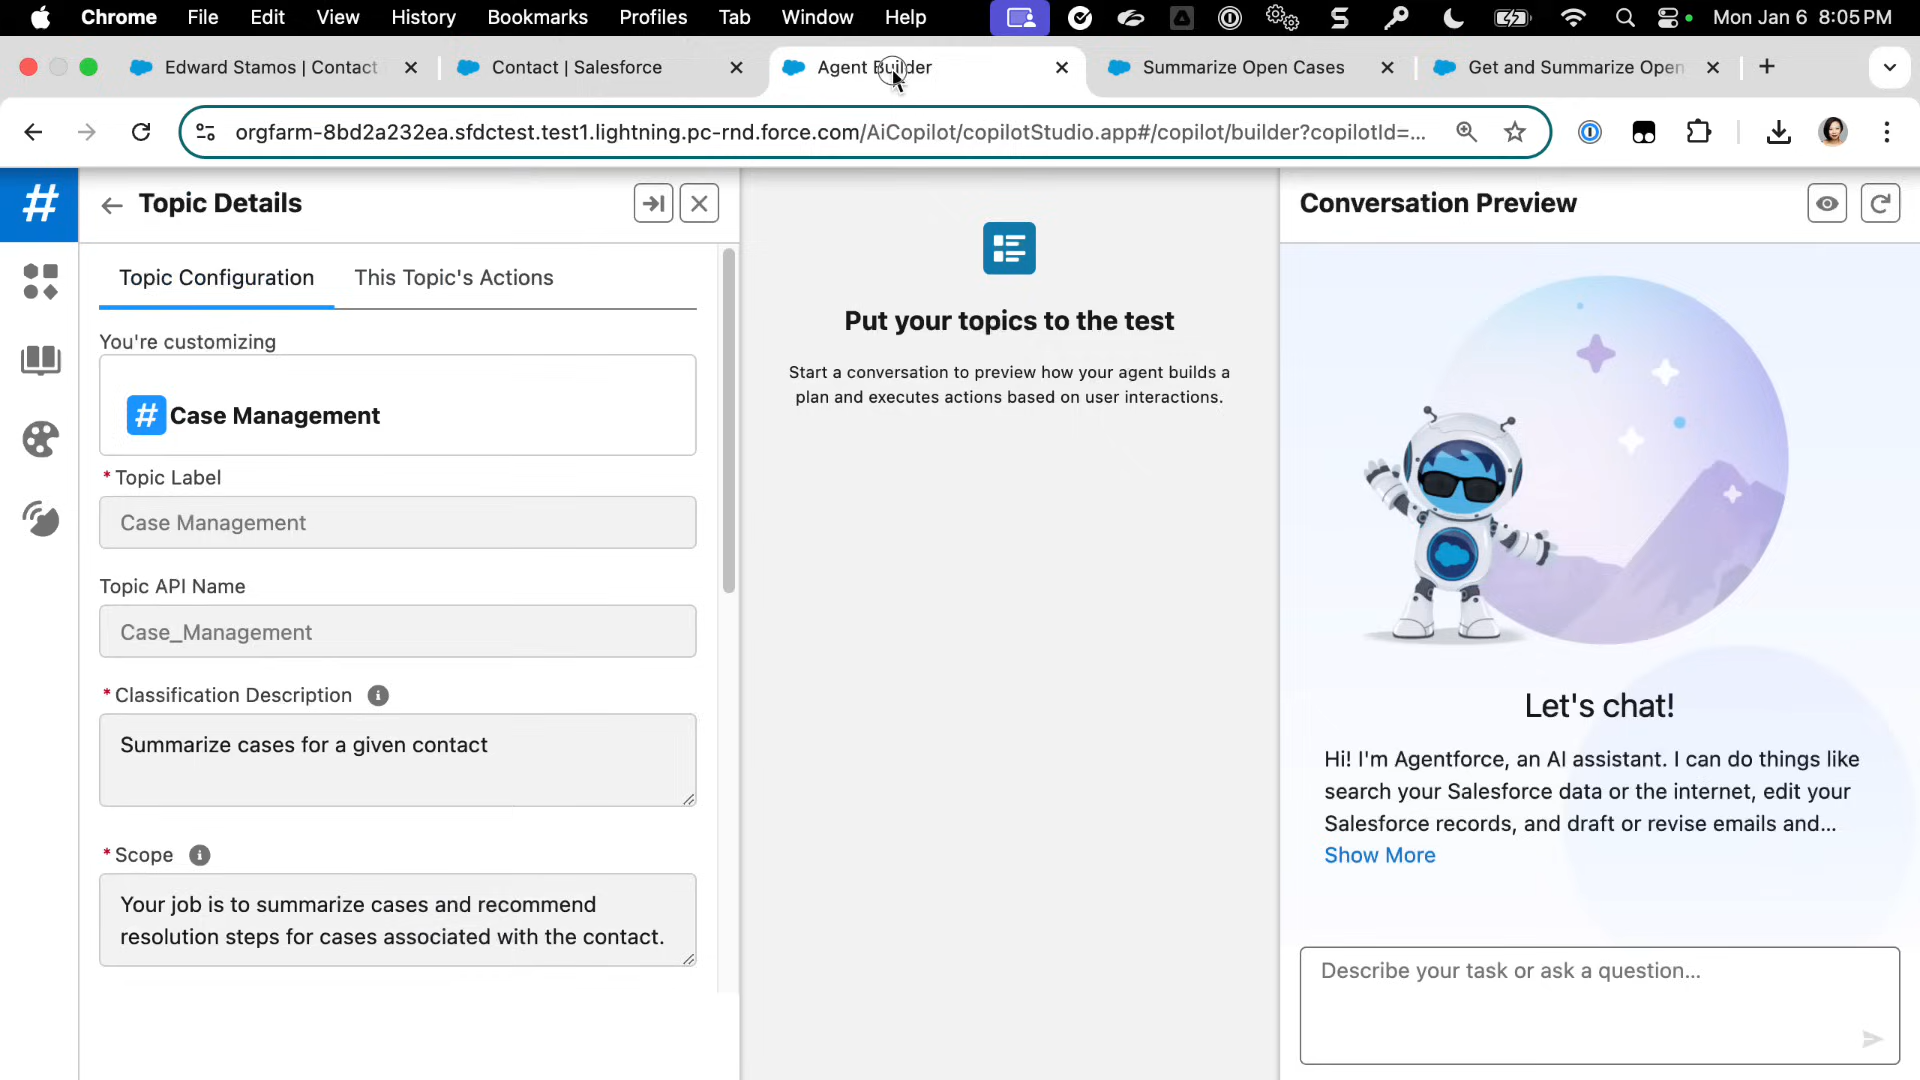 Chrome File Edit View History Bookmarks Profiles Tab Window Help Mon Jan 6 8:05 PM
Edward Stamos | Contact
Contact | Salesforce
Agent Builder
Summarize Open Cases
Get and Summarize Open
orgfarm-8bd2a232ea.sfdctest.test1.lightning.pc-rnd.force.com/AiCopilot/copilotStudio.app#/copilot/builder?copilotId=...
Topic Details
Topic Configuration This Topic's Actions
You're customizing
# Case Management
* Topic Label
Case Management
Topic API Name
Case_Management
* Classification Description
Summarize cases for a given contact
* Scope
Your job is to summarize cases and recommend
resolution steps for cases associated with the contact.
Put your topics to the test
Start a conversation to preview how your agent builds a
plan and executes actions based on user interactions.
Conversation Preview
Let's chat!
Hi! I'm Agentforce, an AI assistant. I can do things like
search your Salesforce data or the internet, edit your
Salesforce records, and draft or revise emails and...
Show More
Describe your task or ask a question...